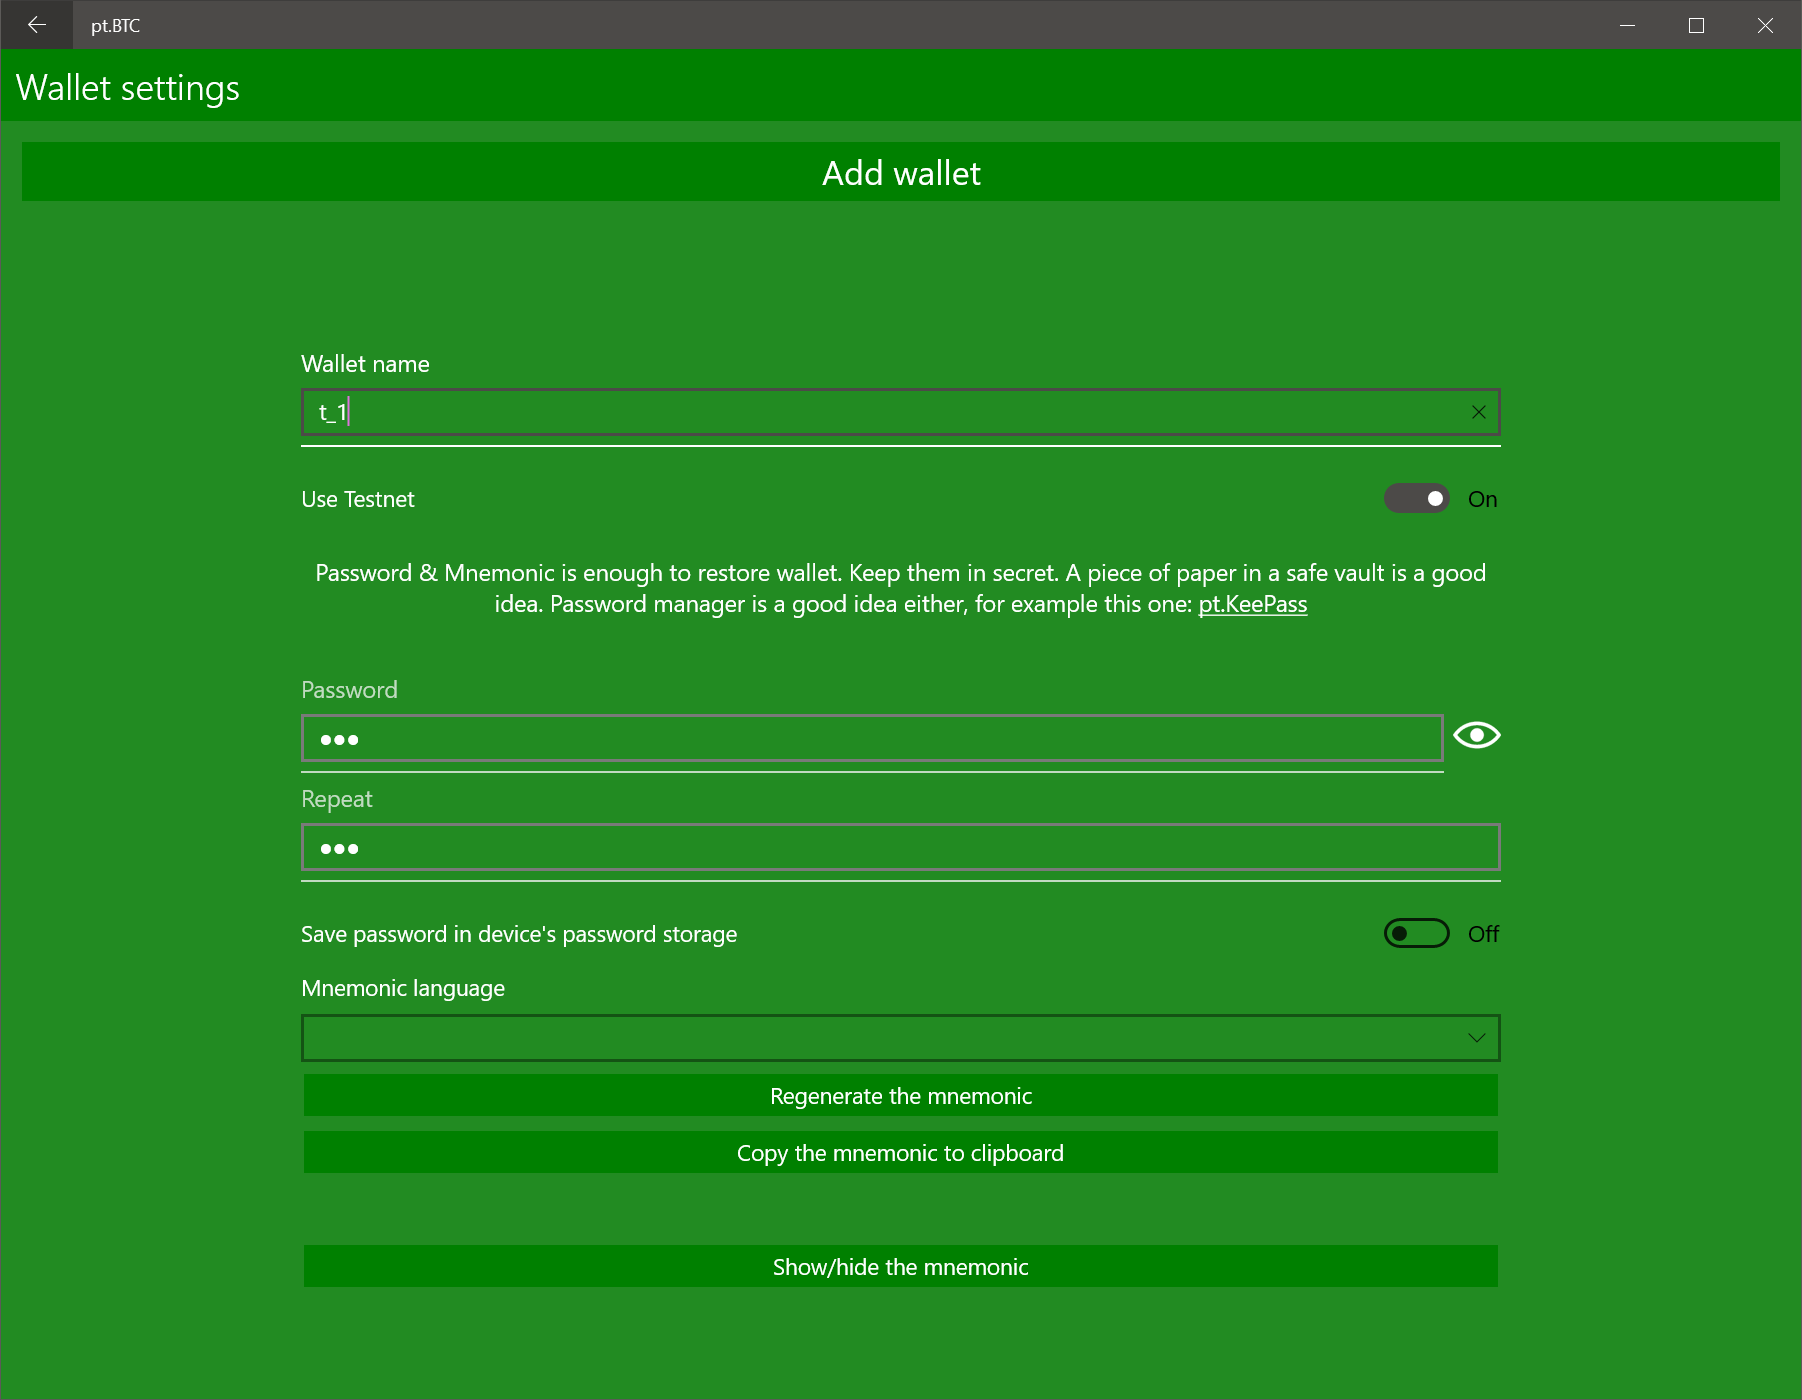 pt.BTC
Wallet settings
Add wallet
Wallet name
t_1
Use Testnet
On
Password & Mnemonic is enough to restore wallet. Keep them in secret. A piece of paper in a safe vault is a good
idea. Password manager is a good idea either, for example this one: pt.KeePass
Password
●●●
Repeat
●●●
Save password in device's password storage
Off
Mnemonic language
Regenerate the mnemonic
Copy the mnemonic to clipboard
Show/hide the mnemonic